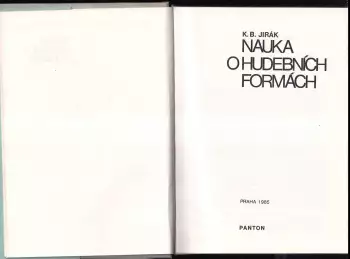 K. B. JIRÁK
NAUKA
O HUDEBNÍCH
FORMÁCH
PRAHA 1985
PANTON